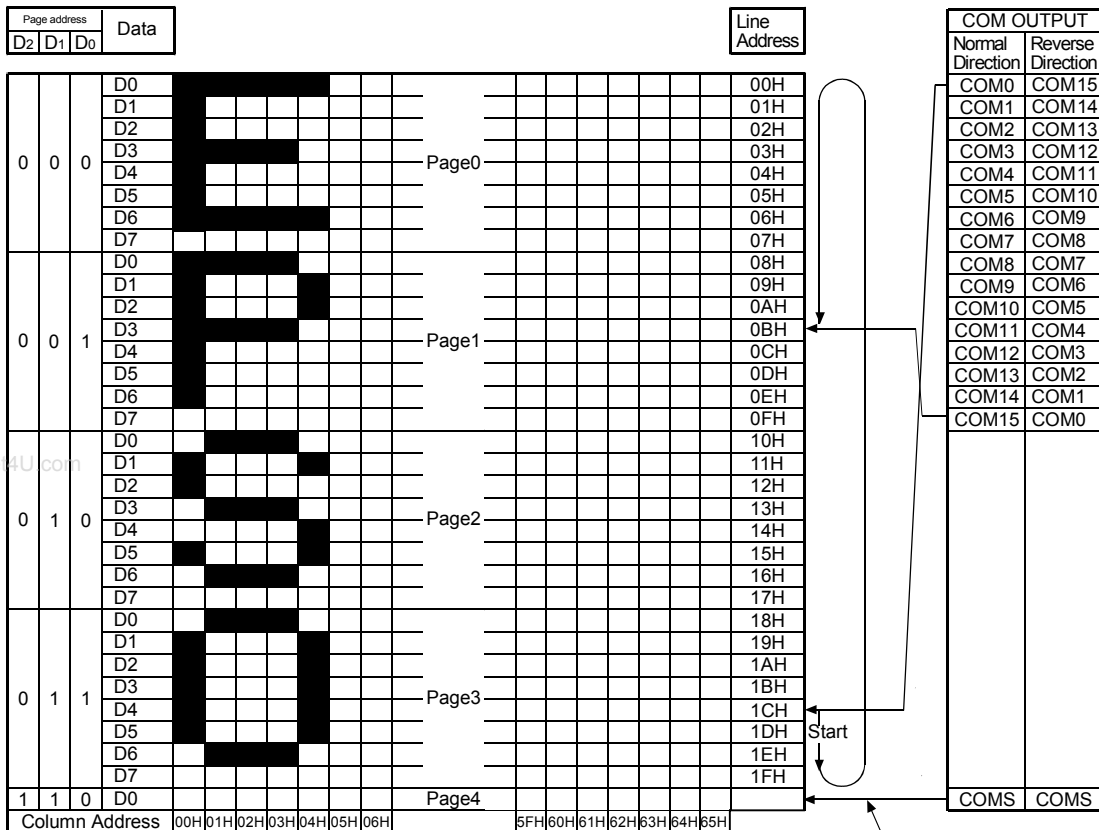 Page address Data Line Address COM OUTPUT
D2 D1 D0 Normal Direction Reverse Direction
D0 00H COM0 COM15
D1 01H COM1 COM14
D2 02H COM2 COM13
D3 03H COM3 COM12
0 0 0 Page0
D4 04H COM4 COM11
D5 05H COM5 COM10
D6 06H COM6 COM9
D7 07H COM7 COM8
D0 08H COM8 COM7
D1 09H COM9 COM6
D2 0AH COM10 COM5
D3 0BH COM11 COM4
0 0 1 Page1
D4 0CH COM12 COM3
D5 0DH COM13 COM2
D6 0EH COM14 COM1
D7 0FH COM15 COM0
D0 10H
t4U.com
D1 11H
D2 12H
D3 13H
0 1 0 Page2
D4 14H
D5 15H
D6 16H
D7 17H
D0 18H
D1 19H
D2 1AH
D3 1BH
0 1 1 Page3
D4 1CH
D5 1DH Start
D6 1EH
D7 1FH
1 1 0 D0 Page4 COMS COMS
Column Address 00H 01H 02H 03H 04H 05H 06H 5FH 60H 61H 62H 63H 64H 65H